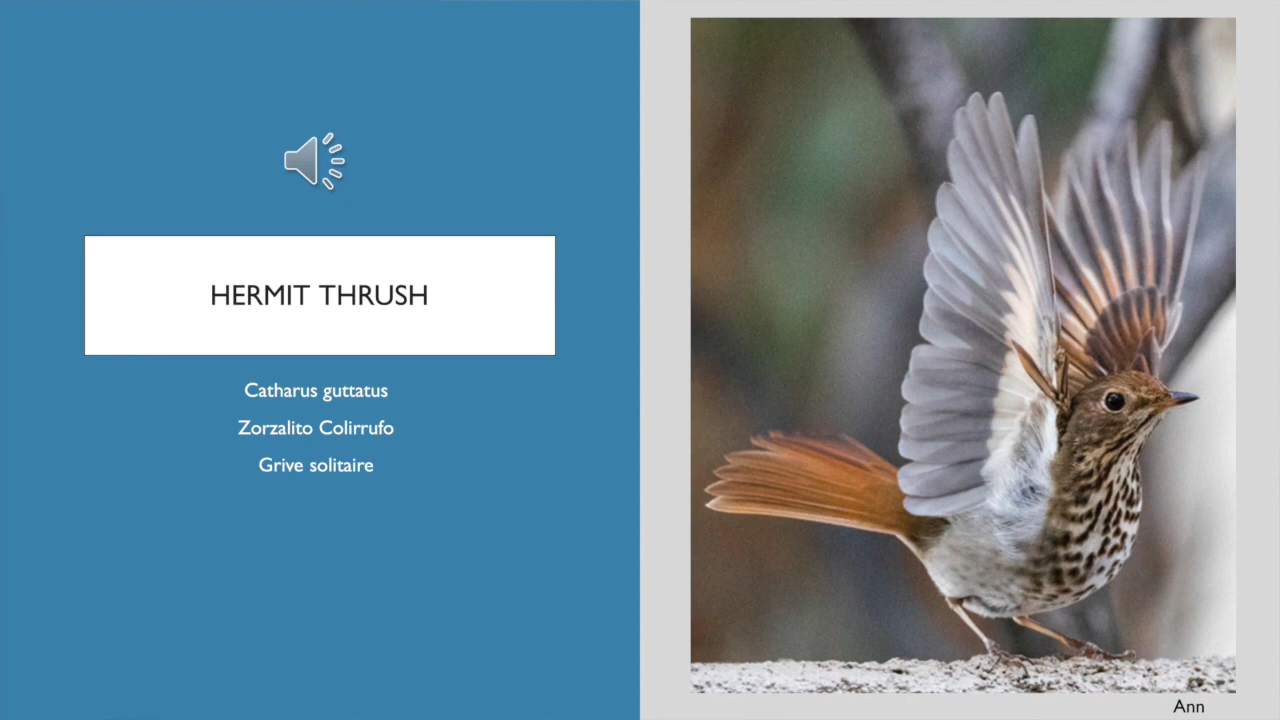 HERMIT THRUSH
Catharus guttatus
Zorzalito Colirrufo
Grive solitaire
Ann